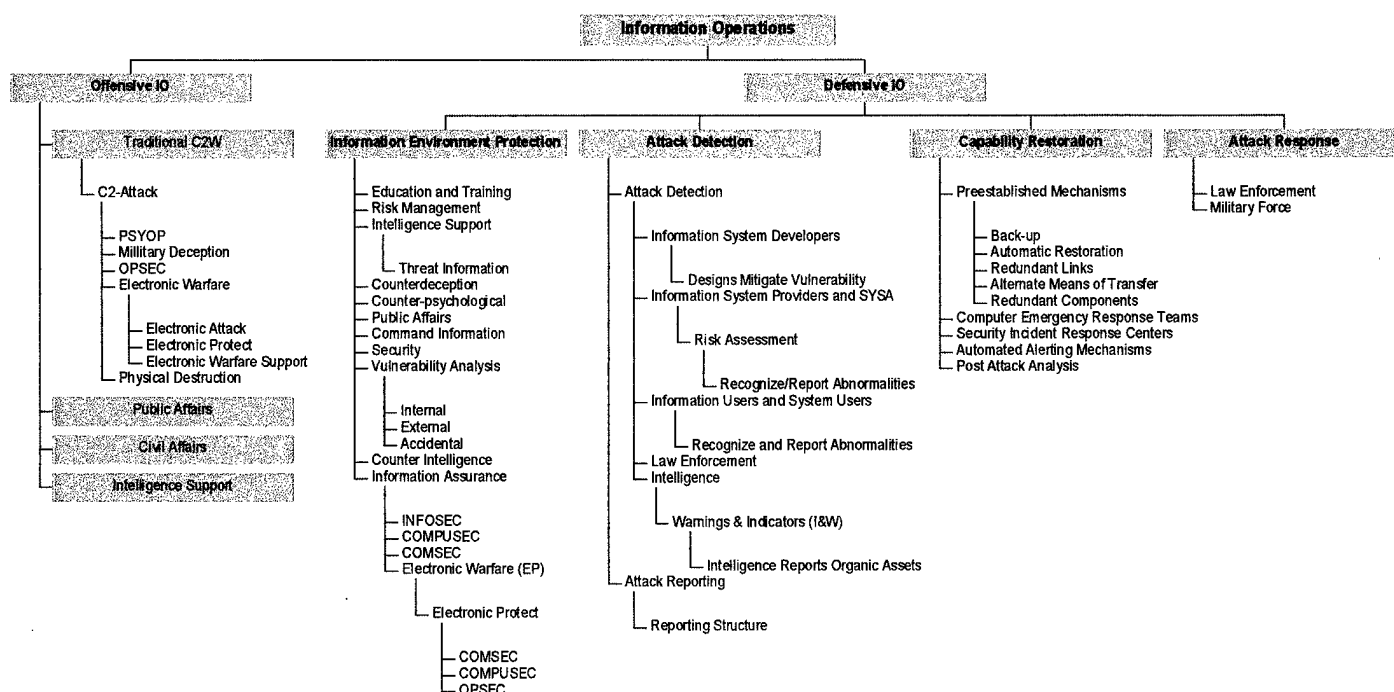 Information Operations
Offensive IO
Defensive IO
Traditional C2W
C2-Attack
PSYOP
Millitary Deception
OPSEC
Electronic Warfare
Electronic Attack
Electronic Protect
Electronic Warfare Support
Physical Destruction
Public Affairs
Civil Affairs
Intelligence Support
Information Environment Protection
Education and Training
Risk Management
Intelligence Support
Threat Information
Counterdeception
Counter-psychological
Public Affairs
Command Information
Security
Vulnerability Analysis
Internal
External
Accidental
Counter Intelligence
Information Assurance
INFOSEC
COMPUSEC
COMSEC
Electronic Warfare (EP)
Electronic Protect
COMSEC
COMPUSEC
OPSEC
Attack Detection
Attack Detection
Information System Developers
Designs Mitigate Vulnerability
Information System Providers and SYSA
Risk Assessment
Recognize/Report Abnormalities
Information Users and System Users
Recognize and Report Abnormalities
Law Enforcement
Intelligence
Warnings & Indicators (I&W)
Intelligence Reports Organic Assets
Attack Reporting
Reporting Structure
Capability Restoration
Preestablished Mechanisms
Back-up
Automatic Restoration
Redundant Links
Alternate Means of Transfer
Redundant Components
Computer Emergency Response Teams
Security Incident Response Centers
Automated Alerting Mechanisms
Post Attack Analysis
Attack Response
Law Enforcement
Military Force